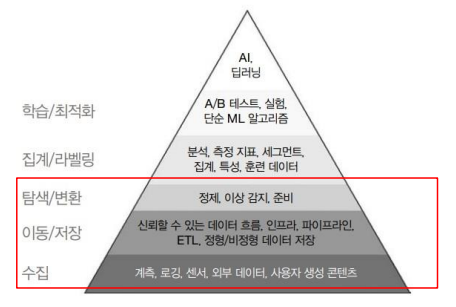 AI,
딥러닝
학습/최적화
A/B 테스트, 실험,
단순 ML 알고리즘
집계/라벨링
분석, 측정 지표, 세그먼트,
집계, 특성, 훈련 데이터
탐색/변환
정제, 이상 감지, 준비
이동/저장
신뢰할 수 있는 데이터 흐름, 인프라, 파이프라인,
ETL, 정형/비정형 데이터 저장
수집
계측, 로깅, 센서, 외부 데이터, 사용자 생성 콘텐츠